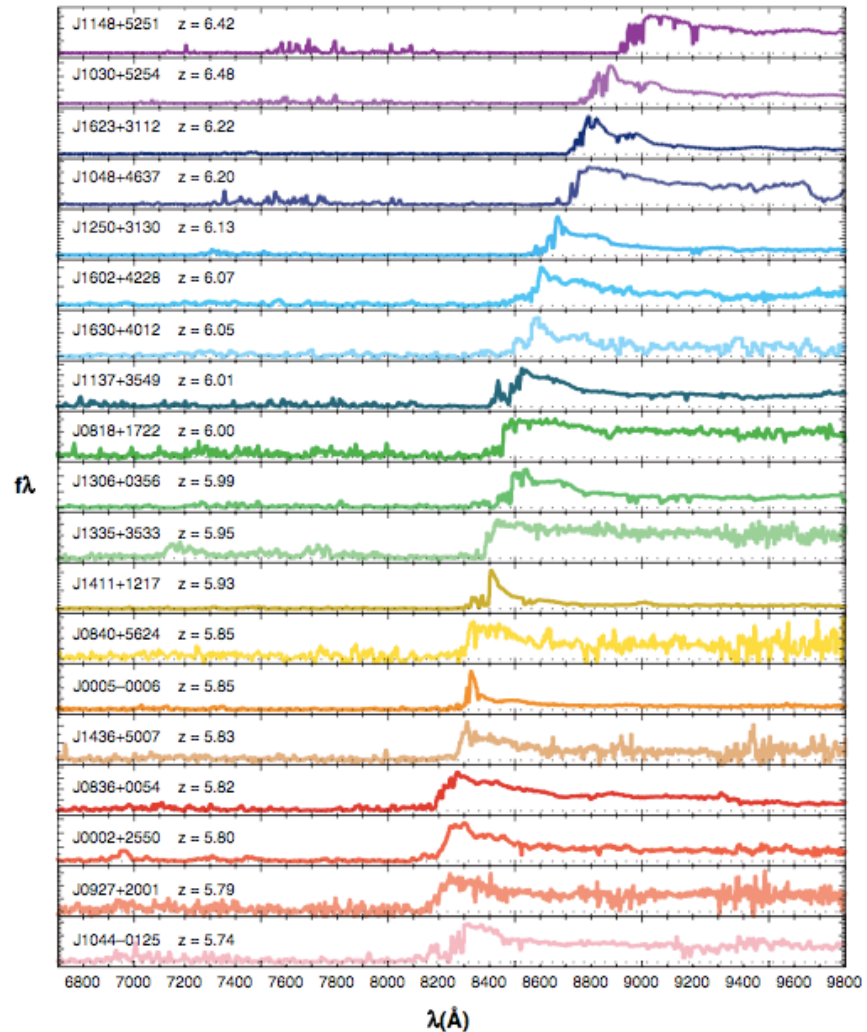 J1148+5251 z = 6.42
J1030+5254 z = 6.48
J1623+3112 z = 6.22
J1048+4637 z = 6.20
J1250+3130 z = 6.13
J1602+4228 z = 6.07
J1630+4012 z = 6.05
J1137+3549 z = 6.01
J0818+1722 z = 6.00
J1306+0356 z = 5.99
fλ
J1335+3533 z = 5.95
J1411+1217 z = 5.93
J0840+5624 z = 5.85
J0005−0006 z = 5.85
J1436+5007 z = 5.83
J0836+0054 z = 5.82
J0002+2550 z = 5.80
J0927+2001 z = 5.79
J1044−0125 z = 5.74
6800 7000 7200 7400 7600 7800 8000 8200 8400 8600 8800 9000 9200 9400 9600 9800
λ(Å)